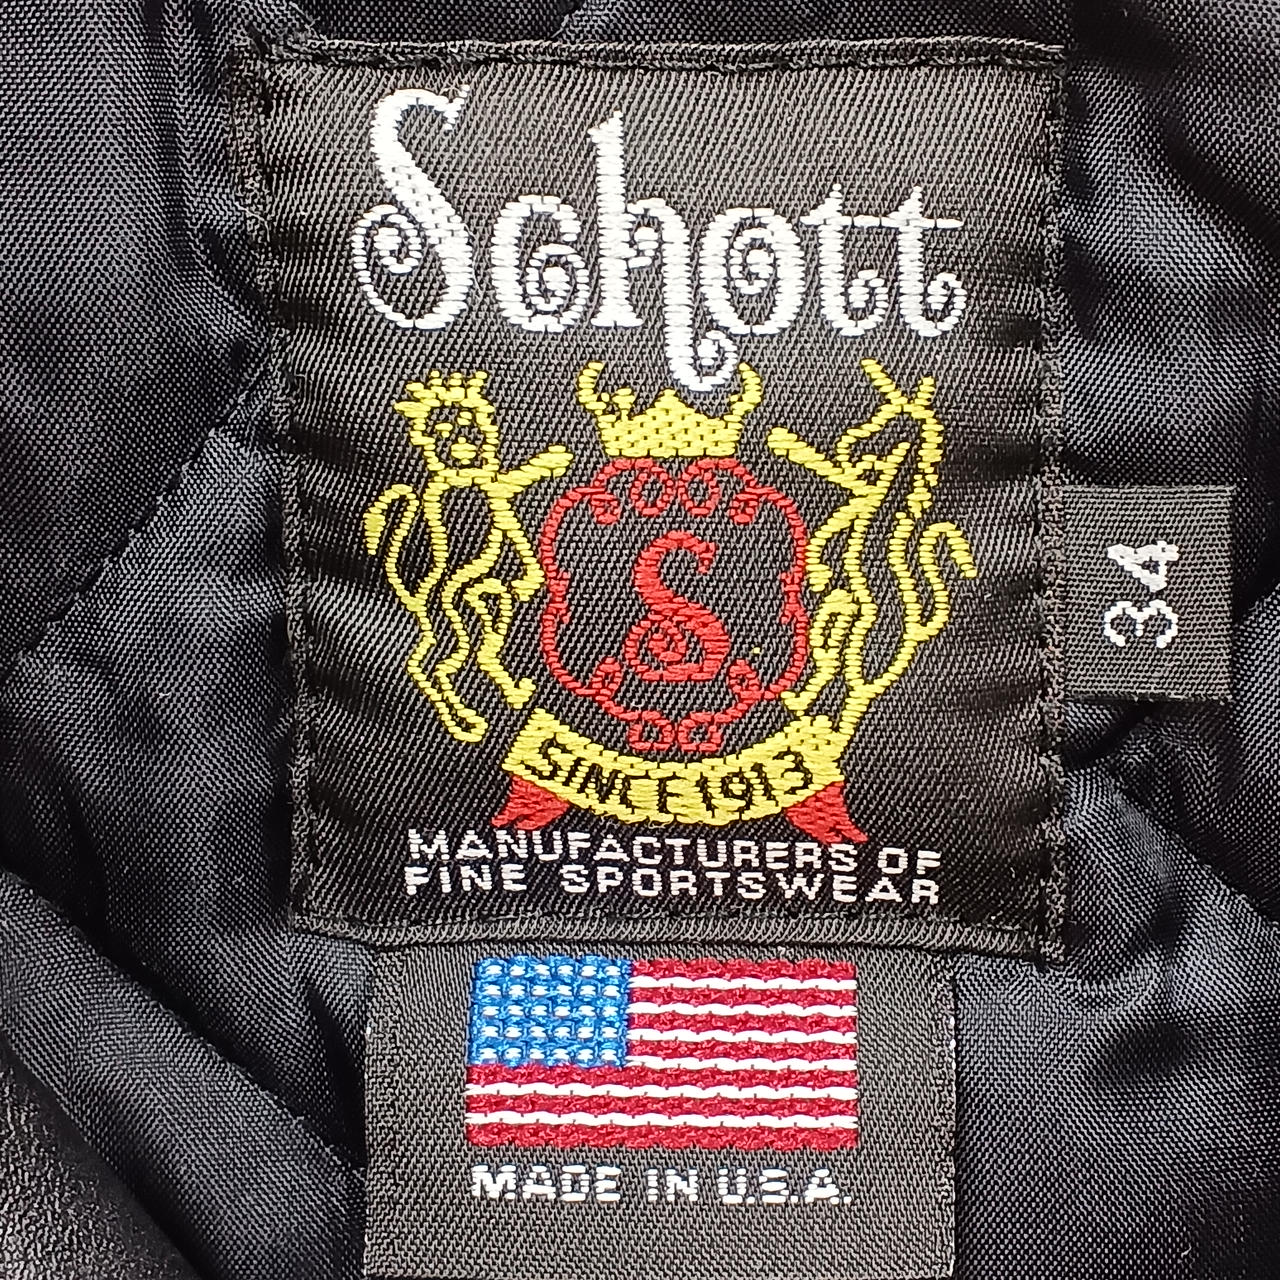 Schott
S
SINCE 1913
MANUFACTURERS OF
FINE SPORTSWEAR
34
MADE IN U.S.A.